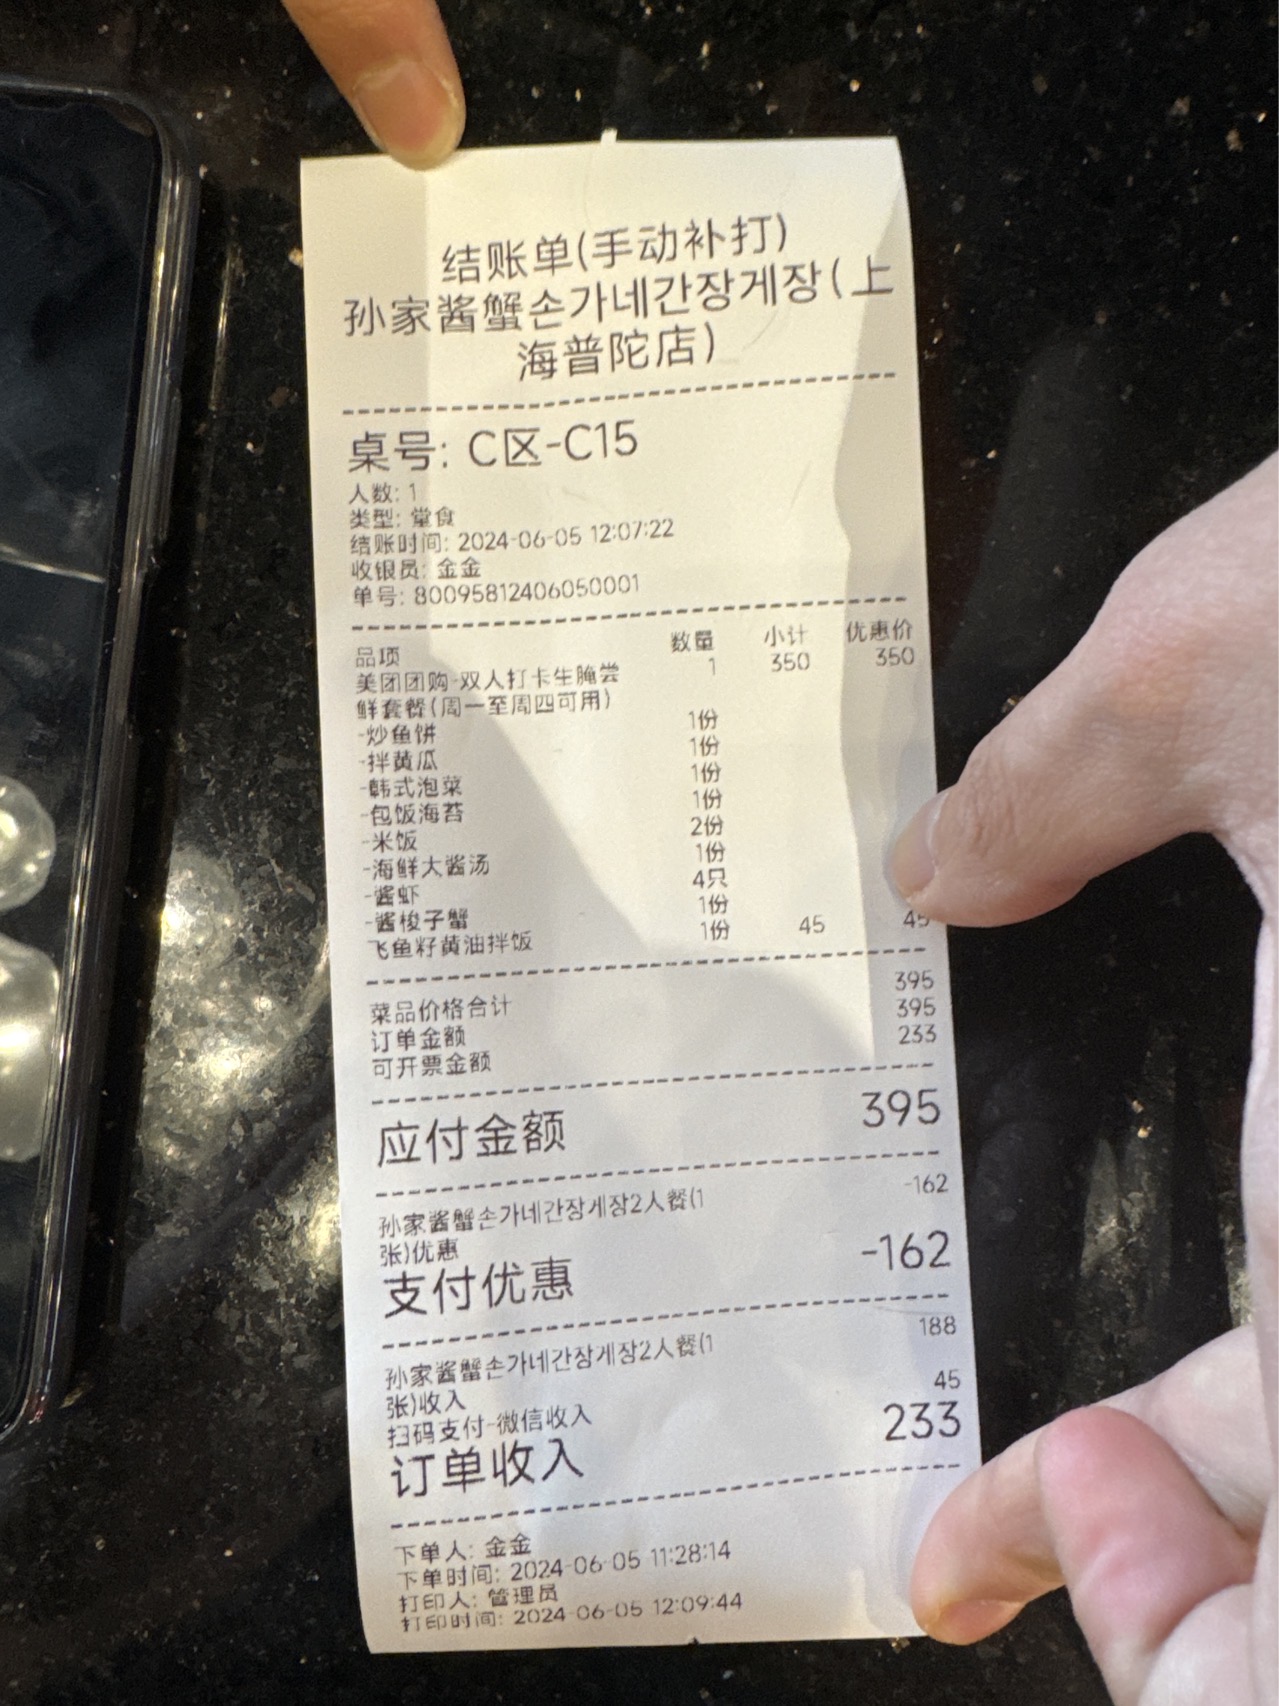 结账单(手动补打)
孙家酱蟹손가네간장게장(上
海普陀店)
桌号: C区-C15
人数: 1
类型: 堂食
结账时间: 2024-06-05 12:07:22
收银员: 金金
单号: 80095812406050001
品项 数量 小计 优惠价
美团团购-双人打卡生腌尝 1 350 350
鲜套餐(周一至周四可用)
-炒鱼饼 1份
-拌黄瓜 1份
-韩式泡菜 1份
-包饭海苔 1份
-米饭 2份
-海鲜大酱汤 1份
-酱虾 4只
-酱梭子蟹 1份
飞鱼籽黄油拌饭 1份 45 45
菜品价格合计 395
订单金额 395
可开票金额 233
应付金额 395
孙家酱蟹손가네간장게장2人餐(1 -162
张)优惠
支付优惠 -162
孙家酱蟹손가네간장게장2人餐(1 188
张)收入
扫码支付-微信收入 45
订单收入 233
下单人: 金金
下单时间: 2024-06-05 11:28:14
打印人: 管理员
打印时间: 2024-06-05 12:09:44